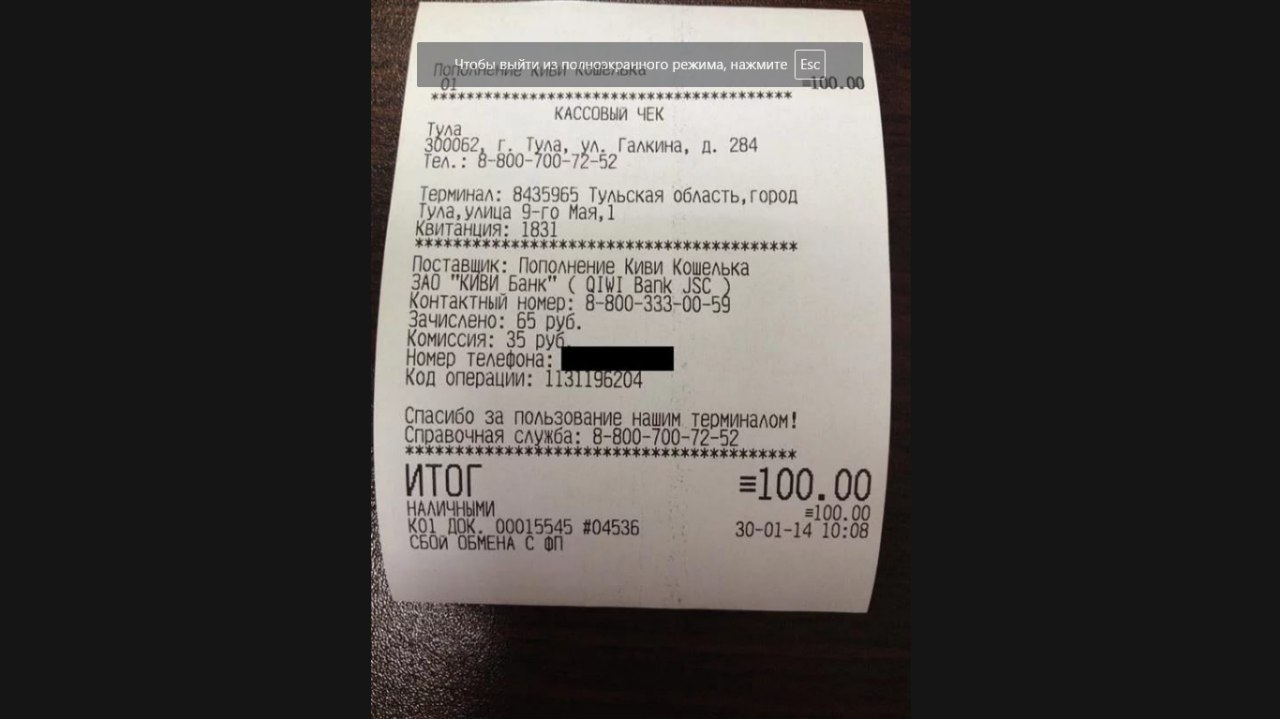 Чтобы выйти из полноэкранного режима, нажмите Esc
Пополнение Киви Кошелька
01 ≡100.00
***************************************
КАССОВЫЙ ЧЕК
Тула
300062, г. Тула, ул. Галкина, д. 284
Тел.: 8-800-700-72-52
Терминал: 8435965 Тульская область,город
Тула,улица 9-го Мая,1
Квитанция: 1831
***************************************
Поставщик: Пополнение Киви Кошелька
ЗАО "КИВИ Банк" ( QIWI Bank JSC )
Контактный номер: 8-800-333-00-59
Зачислено: 65 руб.
Комиссия: 35 руб.
Номер телефона:
Код операции: 1131196204
Спасибо за пользование нашим терминалом!
Справочная служба: 8-800-700-72-52
***************************************
ИТОГ ≡100.00
НАЛИЧНЫМИ ≡100.00
К01 ДОК. 00015545 #04536 30-01-14 10:08
СБОЙ ОБМЕНА С ФП